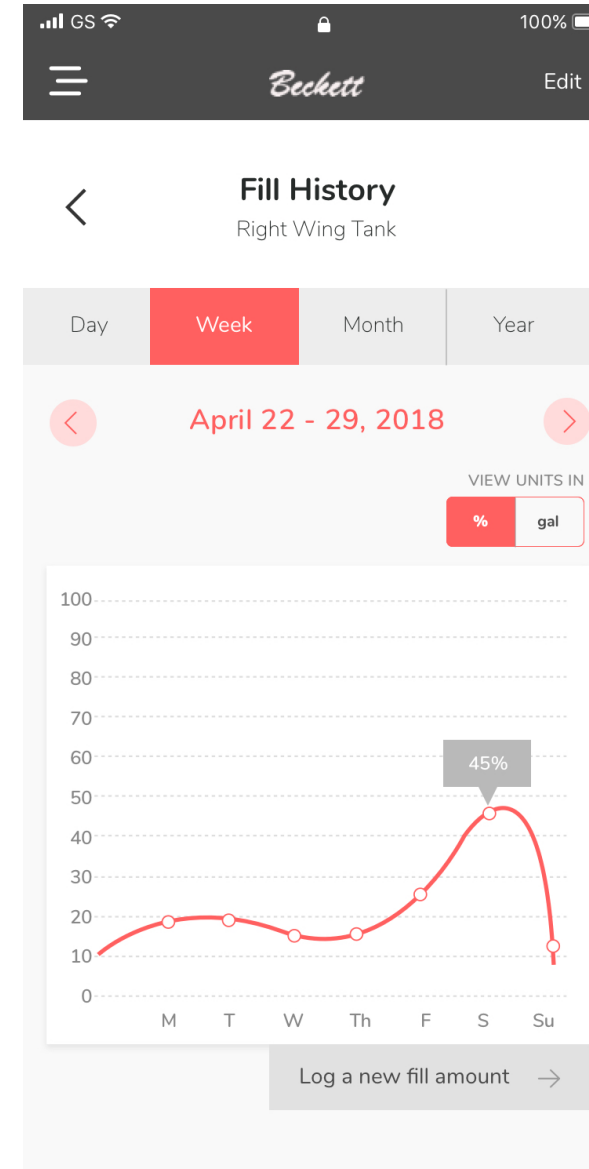 GS 100%
Beckett Edit
Fill History
Right Wing Tank
Day Week Month Year
April 22 - 29, 2018
VIEW UNITS IN
% gal
100
90
80
70
60
45%
50
40
30
20
10
0
M T W Th F S Su
Log a new fill amount